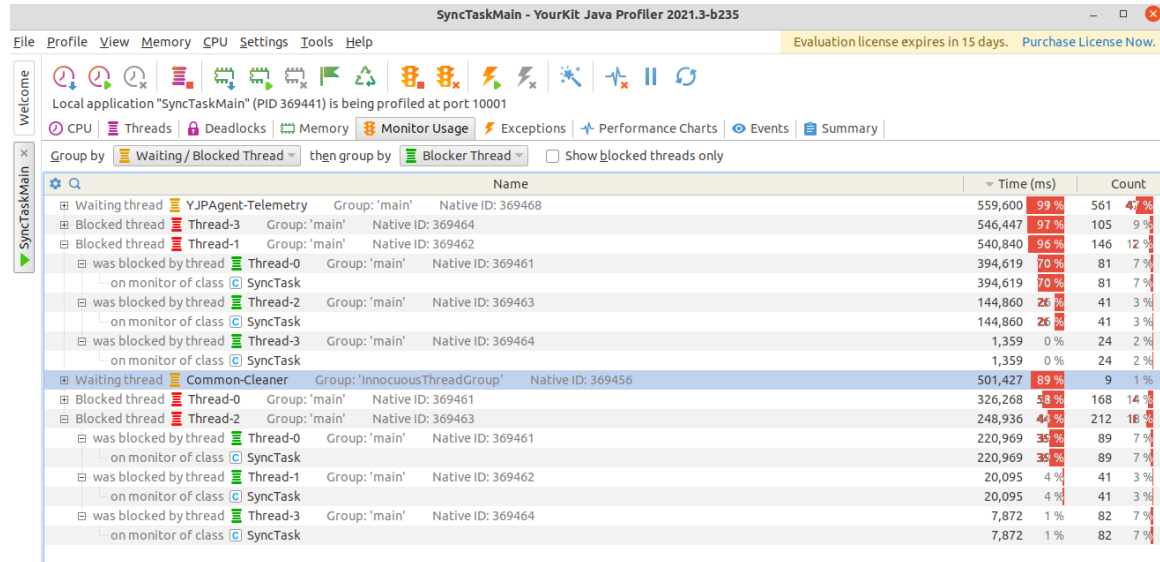 SyncTaskMain - YourKit Java Profiler 2021.3-b235
File Profile View Memory CPU Settings Tools Help
Evaluation license expires in 15 days. Purchase License Now.
Welcome
SyncTaskMain
Local application "SyncTaskMain" (PID 369441) is being profiled at port 10001
CPU Threads Deadlocks Memory Monitor Usage Exceptions Performance Charts Events Summary
Group by Waiting / Blocked Thread then group by Blocker Thread Show blocked threads only
Name Time (ms) Count
Waiting thread YJPAgent-Telemetry Group: 'main' Native ID: 369468 559,600 99 % 561 47 %
Blocked thread Thread-3 Group: 'main' Native ID: 369464 546,447 97 % 105 9 %
Blocked thread Thread-1 Group: 'main' Native ID: 369462 540,840 96 % 146 12 %
was blocked by thread Thread-0 Group: 'main' Native ID: 369461 394,619 70 % 81 7 %
on monitor of class C SyncTask 394,619 70 % 81 7 %
was blocked by thread Thread-2 Group: 'main' Native ID: 369463 144,860 26 % 41 3 %
on monitor of class C SyncTask 144,860 26 % 41 3 %
was blocked by thread Thread-3 Group: 'main' Native ID: 369464 1,359 0 % 24 2 %
on monitor of class C SyncTask 1,359 0 % 24 2 %
Waiting thread Common-Cleaner Group: 'InnocuousThreadGroup' Native ID: 369456 501,427 89 % 9 1 %
Blocked thread Thread-0 Group: 'main' Native ID: 369461 326,268 58 % 168 14 %
Blocked thread Thread-2 Group: 'main' Native ID: 369463 248,936 44 % 212 18 %
was blocked by thread Thread-0 Group: 'main' Native ID: 369461 220,969 39 % 89 7 %
on monitor of class C SyncTask 220,969 39 % 89 7 %
was blocked by thread Thread-1 Group: 'main' Native ID: 369462 20,095 4 % 41 3 %
on monitor of class C SyncTask 20,095 4 % 41 3 %
was blocked by thread Thread-3 Group: 'main' Native ID: 369464 7,872 1 % 82 7 %
on monitor of class C SyncTask 7,872 1 % 82 7 %